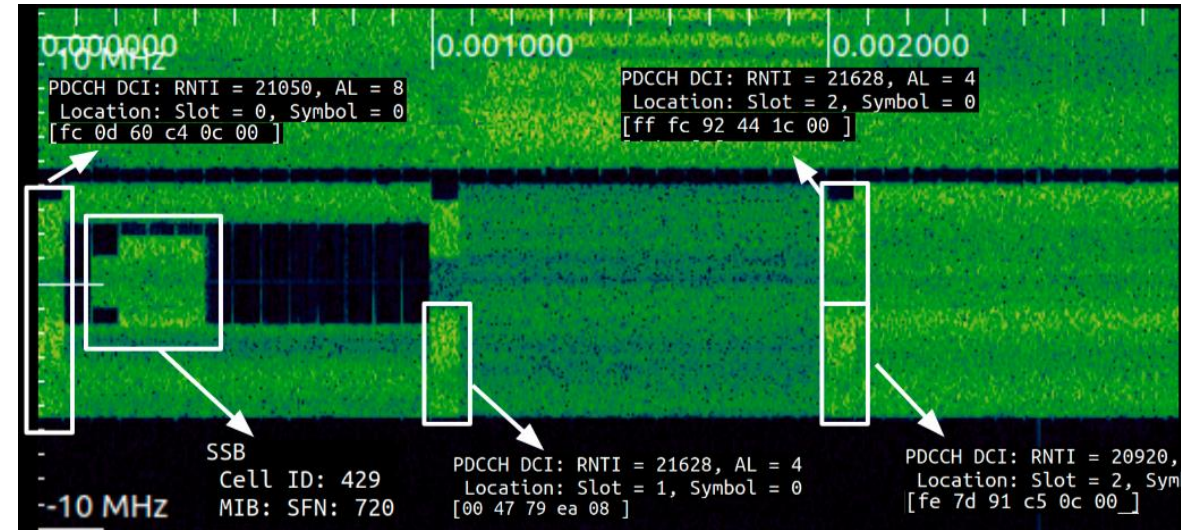 0.000000
0.001000
0.002000
10 MHz
PDCCH DCI: RNTI = 21050, AL = 8
Location: Slot = 0, Symbol = 0
[fc 0d 60 c4 0c 00 ]
PDCCH DCI: RNTI = 21628, AL = 4
Location: Slot = 2, Symbol = 0
[ff fc 92 44 1c 00 ]
SSB
Cell ID: 429
MIB: SFN: 720
PDCCH DCI: RNTI = 21628, AL = 4
Location: Slot = 1, Symbol = 0
[00 47 79 ea 08 ]
PDCCH DCI: RNTI = 20920,
Location: Slot = 2, Sym
[fe 7d 91 c5 0c 00_]
-10 MHz